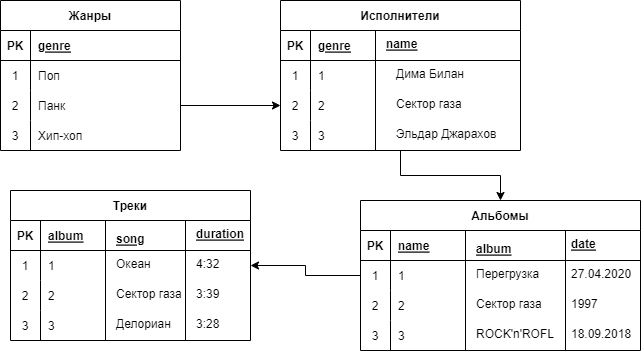 Жанры
PK genre
1 Поп
2 Панк
3 Хип-хоп
Исполнители
PK genre name
1 1 Дима Билан
2 2 Сектор газа
3 3 Эльдар Джарахов
Треки
PK album song duration
1 1 Океан 4:32
2 2 Сектор газа 3:39
3 3 Делориан 3:28
Альбомы
PK name album date
1 1 Перегрузка 27.04.2020
2 2 Сектор газа 1997
3 3 ROCK'n'ROFL 18.09.2018